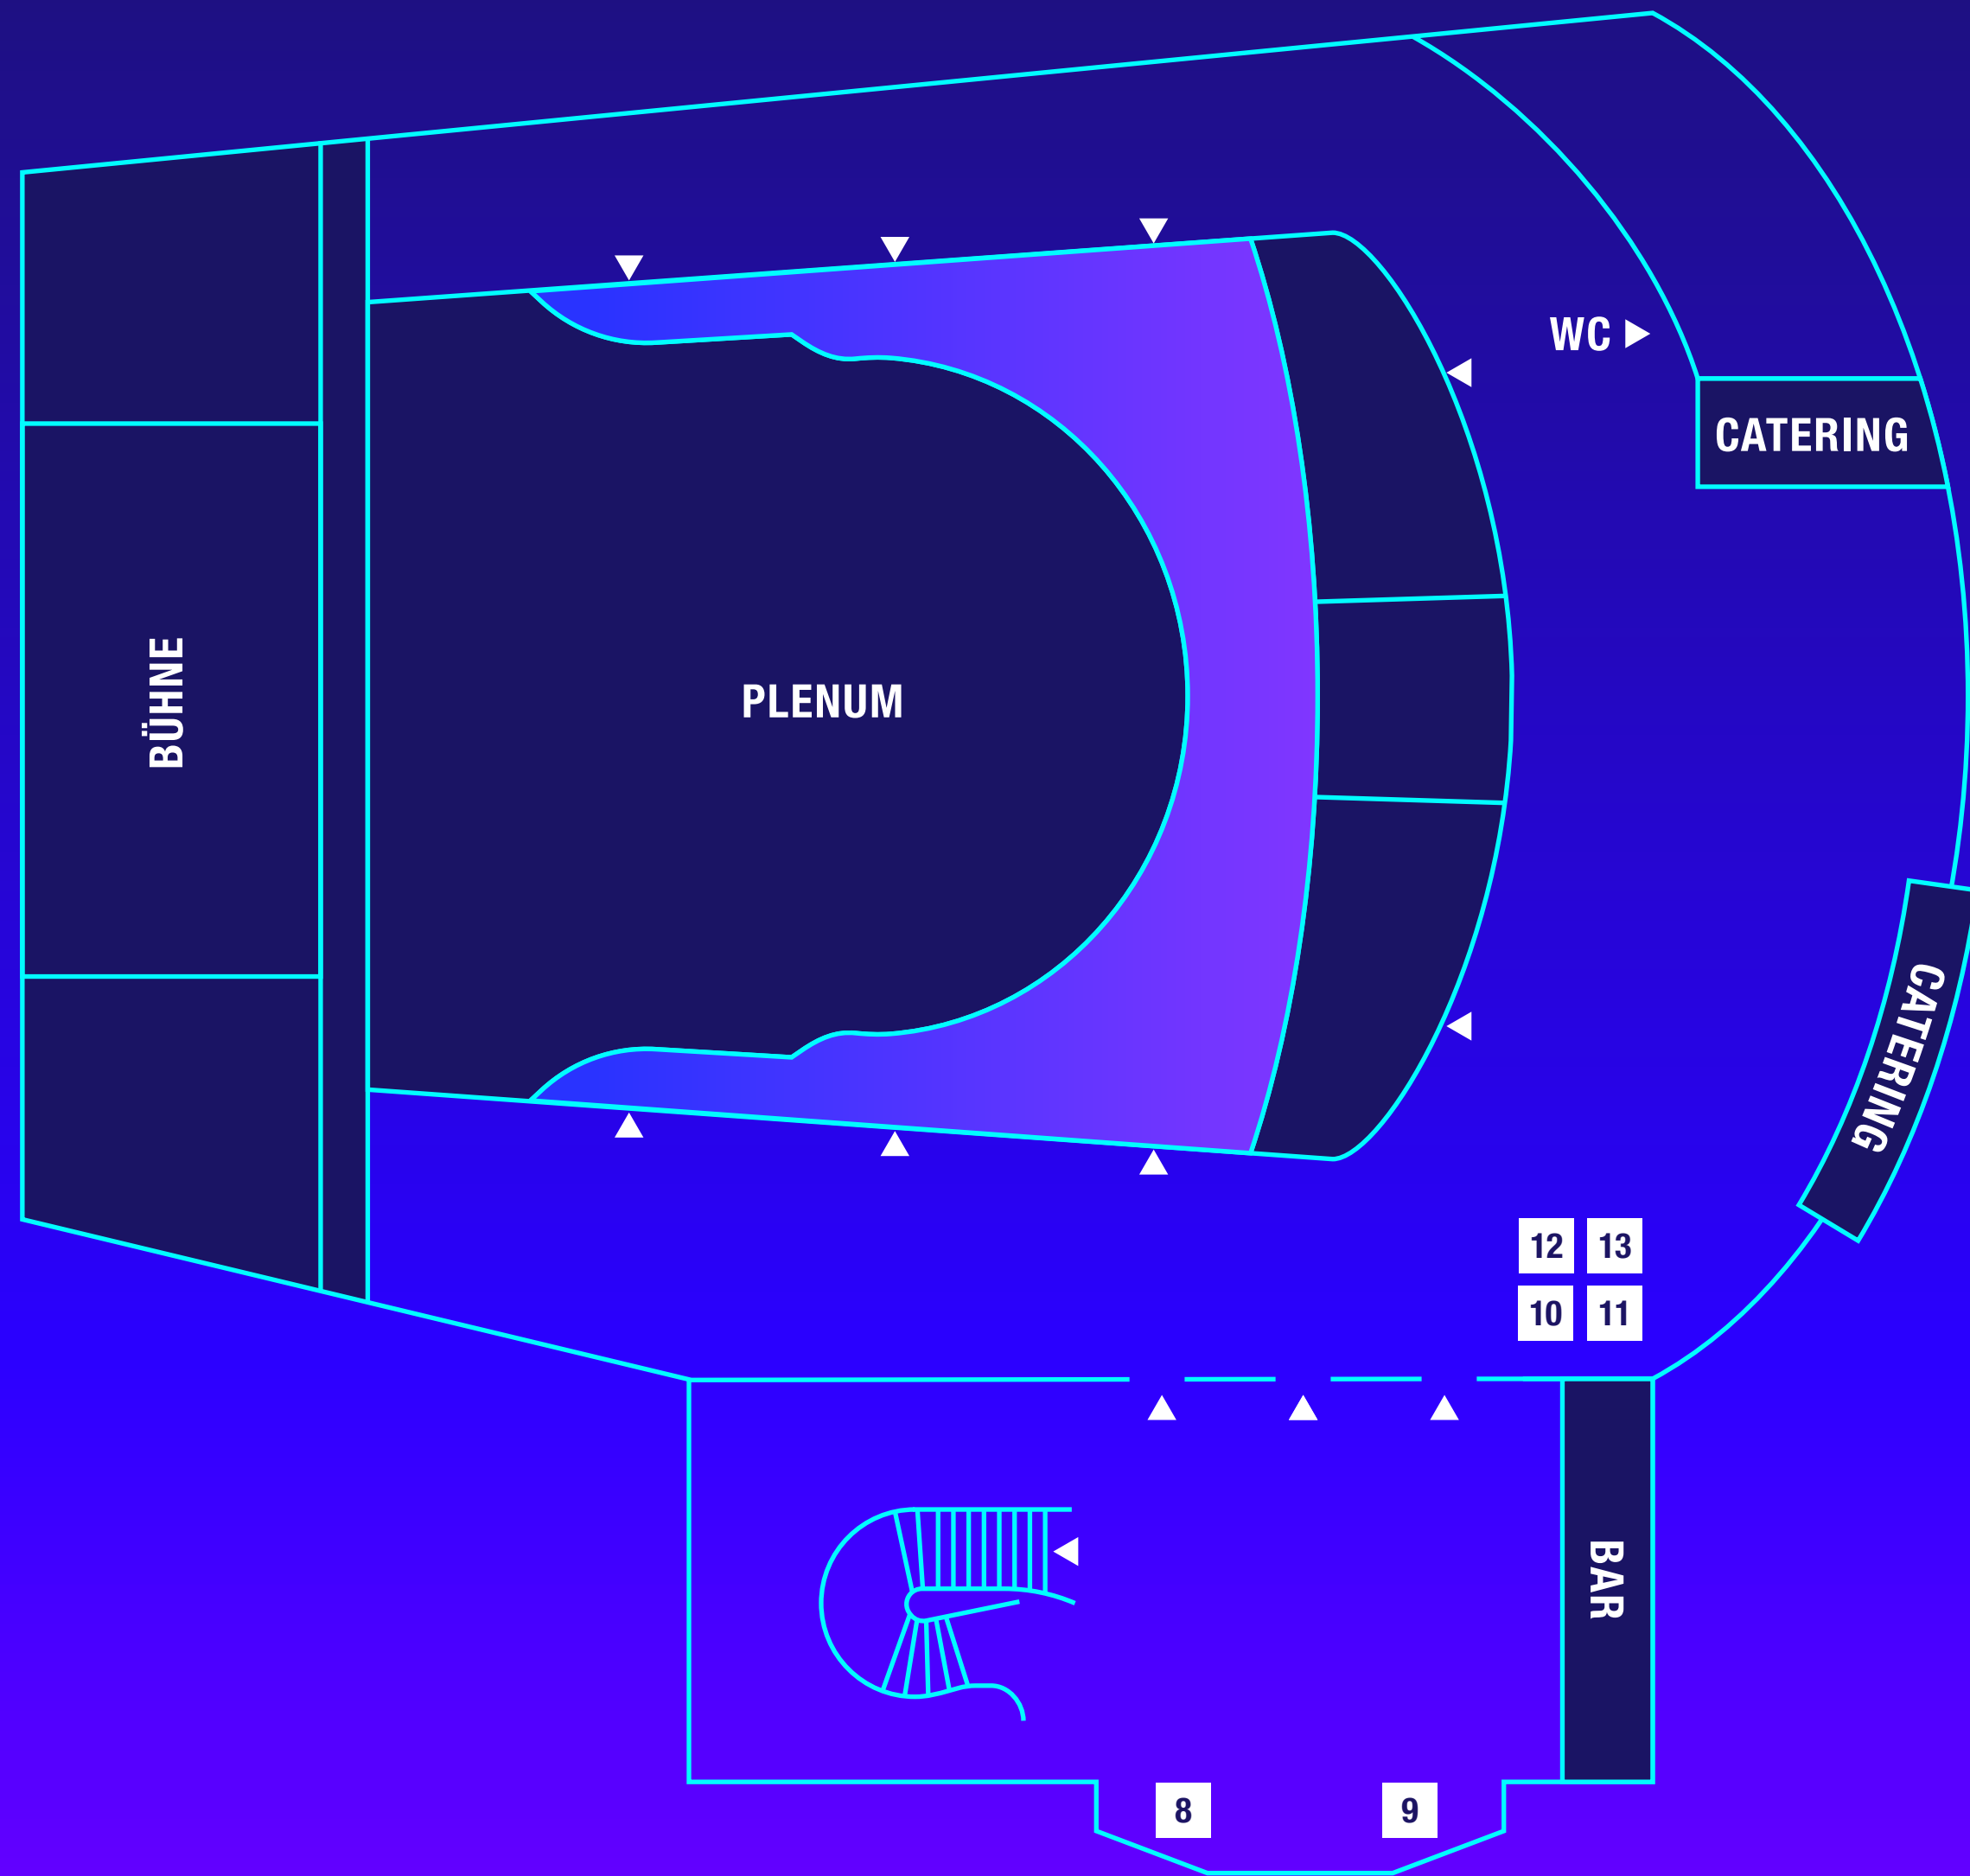 WC
CATERING
BÜHNE
PLENUM
CATERING
12 13
10 11
BAR
8 9